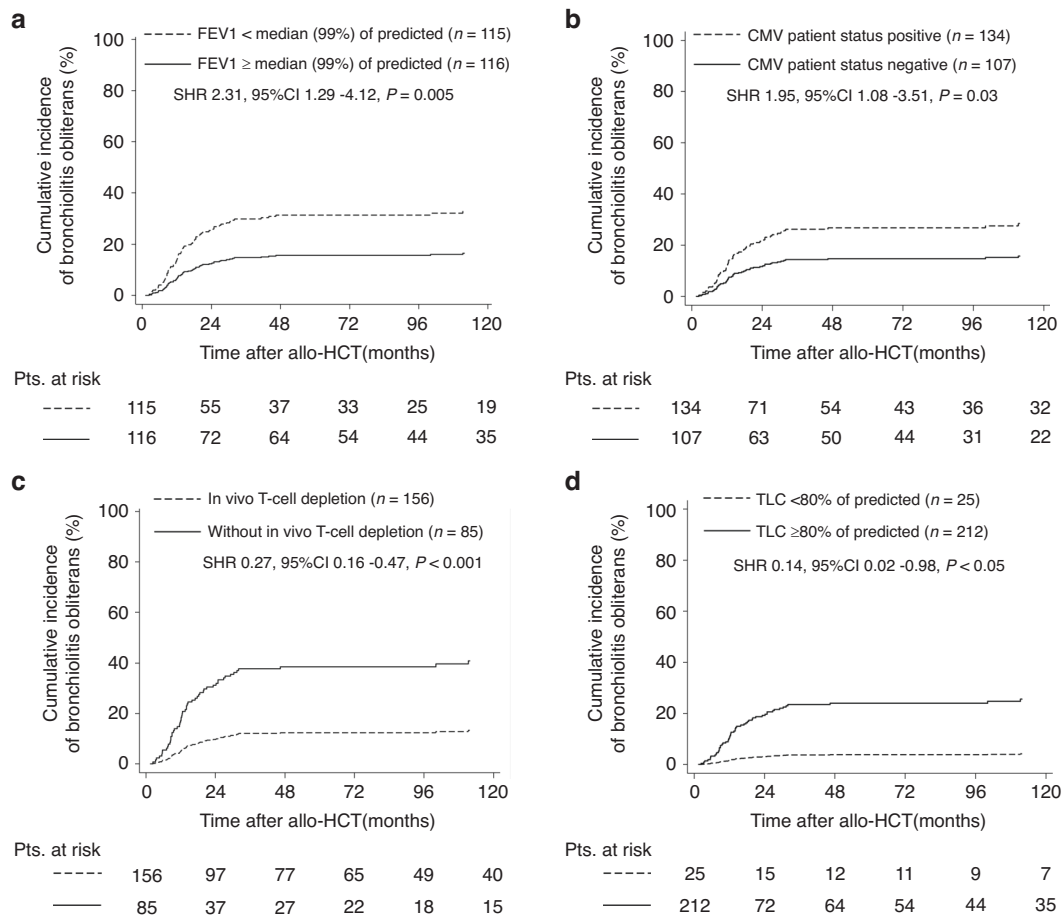 a
FEV1 < median (99%) of predicted (n = 115)
FEV1 ≥ median (99%) of predicted (n = 116)
SHR 2.31, 95%CI 1.29 -4.12, P = 0.005
Cumulative incidence
of bronchiolitis obliterans (%)
100
80
60
40
20
0
0 24 48 72 96 120
Time after allo-HCT(months)
Pts. at risk
115 55 37 33 25 19
116 72 64 54 44 35
b
CMV patient status positive (n = 134)
CMV patient status negative (n = 107)
SHR 1.95, 95%CI 1.08 -3.51, P = 0.03
Cumulative incidence
of bronchiolitis obliterans (%)
100
80
60
40
20
0
0 24 48 72 96 120
Time after allo-HCT(months)
Pts. at risk
134 71 54 43 36 32
107 63 50 44 31 22
c
In vivo T-cell depletion (n = 156)
Without in vivo T-cell depletion (n = 85)
SHR 0.27, 95%CI 0.16 -0.47, P < 0.001
Cumulative incidence
of bronchiolitis obliterans (%)
100
80
60
40
20
0
0 24 48 72 96 120
Time after allo-HCT(months)
Pts. at risk
156 97 77 65 49 40
85 37 27 22 18 15
d
TLC <80% of predicted (n = 25)
TLC ≥80% of predicted (n = 212)
SHR 0.14, 95%CI 0.02 -0.98, P < 0.05
Cumulative incidence
of bronchiolitis obliterans (%)
100
80
60
40
20
0
0 24 48 72 96 120
Time after allo-HCT(months)
Pts. at risk
25 15 12 11 9 7
212 72 64 54 44 35